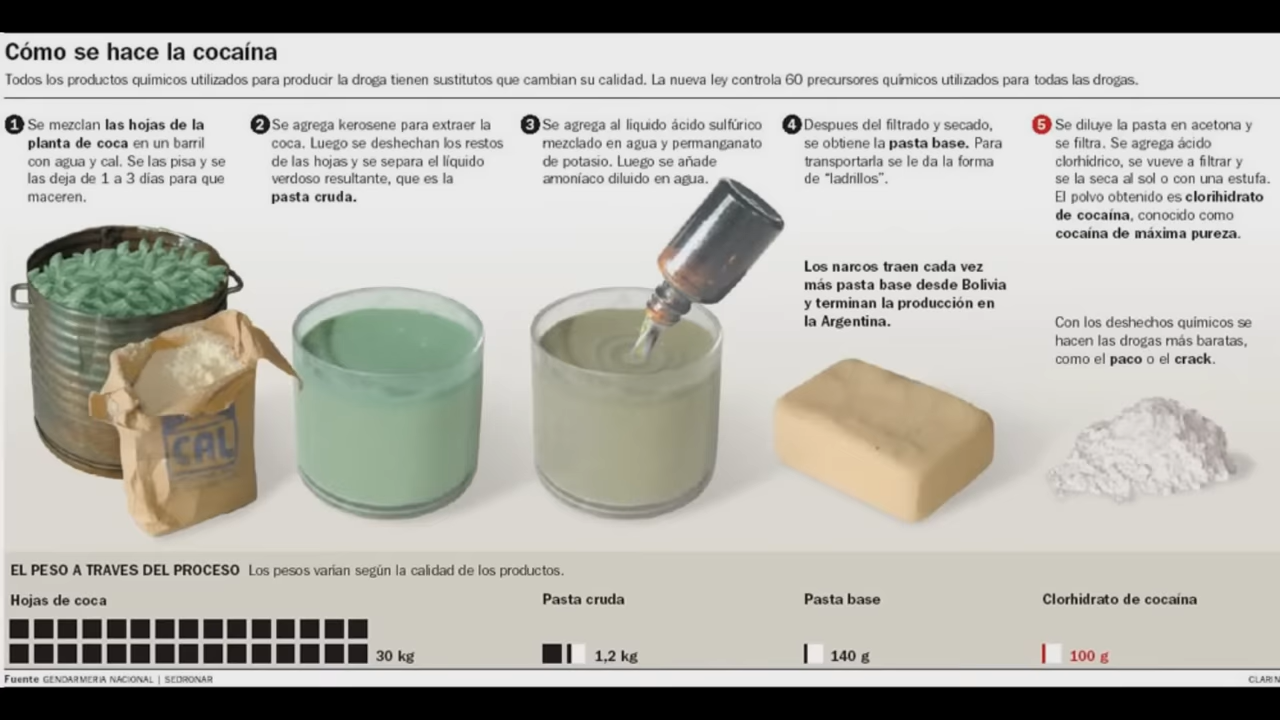 Cómo se hace la cocaína
Todos los productos químicos utilizados para producir la droga tienen sustitutos que cambian su calidad. La nueva ley controla 60 precursores químicos utilizados para todas las drogas.
1 Se mezclan las hojas de la
planta de coca en un barril
con agua y cal. Se las pisa y se
las deja de 1 a 3 días para que
maceren.
2 Se agrega kerosene para extraer la
coca. Luego se deshechan los restos
de las hojas y se separa el líquido
verdoso resultante, que es la
pasta cruda.
3 Se agrega al líquido ácido sulfúrico
mezclado en agua y permanganato
de potasio. Luego se añade
amoníaco diluido en agua.
4 Despues del filtrado y secado,
se obtiene la pasta base. Para
transportarla se le da la forma
de “ladrillos”.
Los narcos traen cada vez
más pasta base desde Bolivia
y terminan la producción en
la Argentina.
5 Se diluye la pasta en acetona y
se filtra. Se agrega ácido
clorhídrico, se vuelve a filtrar y
se la seca al sol o con una estufa.
El polvo obtenido es clorihidrato
de cocaína, conocido como
cocaína de máxima pureza.
Con los deshechos químicos se
hacen las drogas más baratas,
como el paco o el crack.
CAL
EL PESO A TRAVES DEL PROCESO Los pesos varían según la calidad de los productos.
Hojas de coca
30 kg
Pasta cruda
1,2 kg
Pasta base
140 g
Clorhidrato de cocaína
100 g
Fuente GENDARMERIA NACIONAL | SEDRONAR
CLARIN